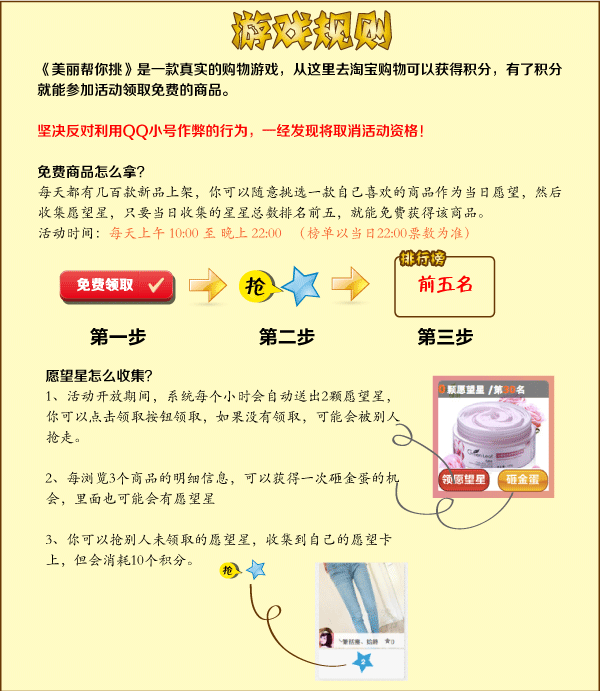 游戏规则
《美丽帮你挑》是一款真实的购物游戏，从这里去淘宝购物可以获得积分，有了积分
就能参加活动领取免费的商品。
坚决反对利用QQ小号作弊的行为，一经发现将取消活动资格！
免费商品怎么拿？
每天都有几百款新品上架，你可以随意挑选一款自己喜欢的商品作为当日愿望，然后
收集愿望星，只要当日收集的星星总数排名前五，就能免费获得该商品。
活动时间：每天上午 10:00 至 晚上 22:00 （榜单以当日22:00票数为准）
免费领取
抢
排行榜
前五名
第一步
第二步
第三步
愿望星怎么收集？
1、活动开放期间，系统每个小时会自动送出2颗愿望星，
你可以点击领取按钮领取，如果没有领取，可能会被别人
抢走。
2、每浏览3个商品的明细信息，可以获得一次砸金蛋的机
会，里面也可能会有愿望星
3、你可以抢别人未领取的愿望星，收集到自己的愿望卡
上，但会消耗10个积分。
0颗愿望星 /第30名
领愿望星
砸金蛋
抢